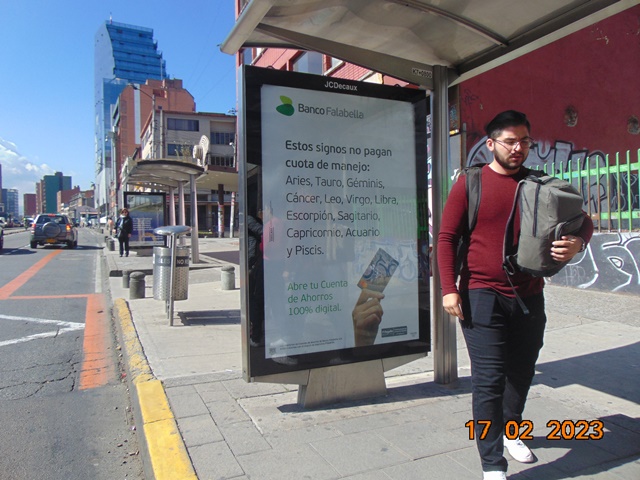 JCDecaux
Banco Falabella
Estos signos no pagan
cuota de manejo:
Aries, Tauro, Géminis,
Cáncer, Leo, Virgo, Libra,
Escorpión, Sagitario,
Capricornio, Acuario
y Piscis.
Abre tu Cuenta
de Ahorros
100% digital.
17 02 2023